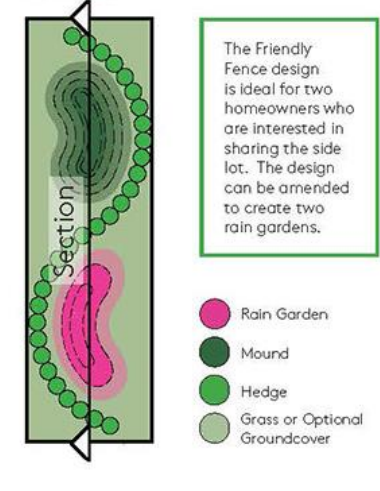 Section
The Friendly
Fence design
is ideal for two
homeowners who
are interested in
sharing the side
lot. The design
can be amended
to create two
rain gardens.
Rain Garden
Mound
Hedge
Grass or Optional
Groundcover